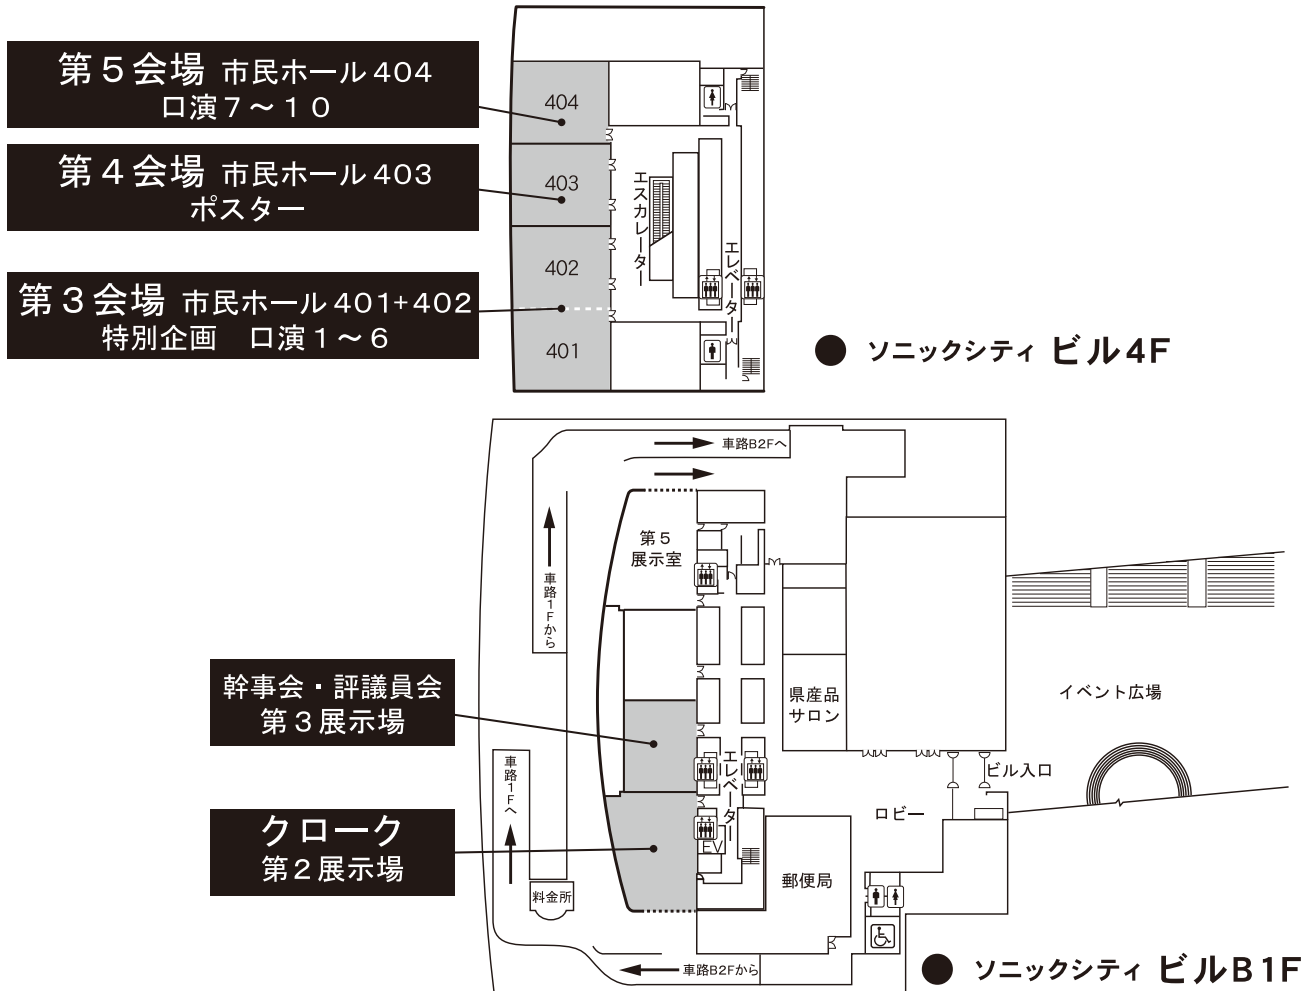 第５会場 市民ホール404
口演７～１０
第４会場 市民ホール403
ポスター
第３会場 市民ホール401+402
特別企画　口演１～６
404
403
402
401
エスカレーター
エレベーター
● ソニックシティ ビル4F
車路B2Fへ
車路1Fから
第５
展示室
幹事会・評議員会
第３展示場
クローク
第２展示場
車路1Fへ
料金所
エレベーター
EV
県産品
サロン
イベント広場
ビル入口
ロビー
郵便局
車路B2Fから
● ソニックシティ ビルB1F